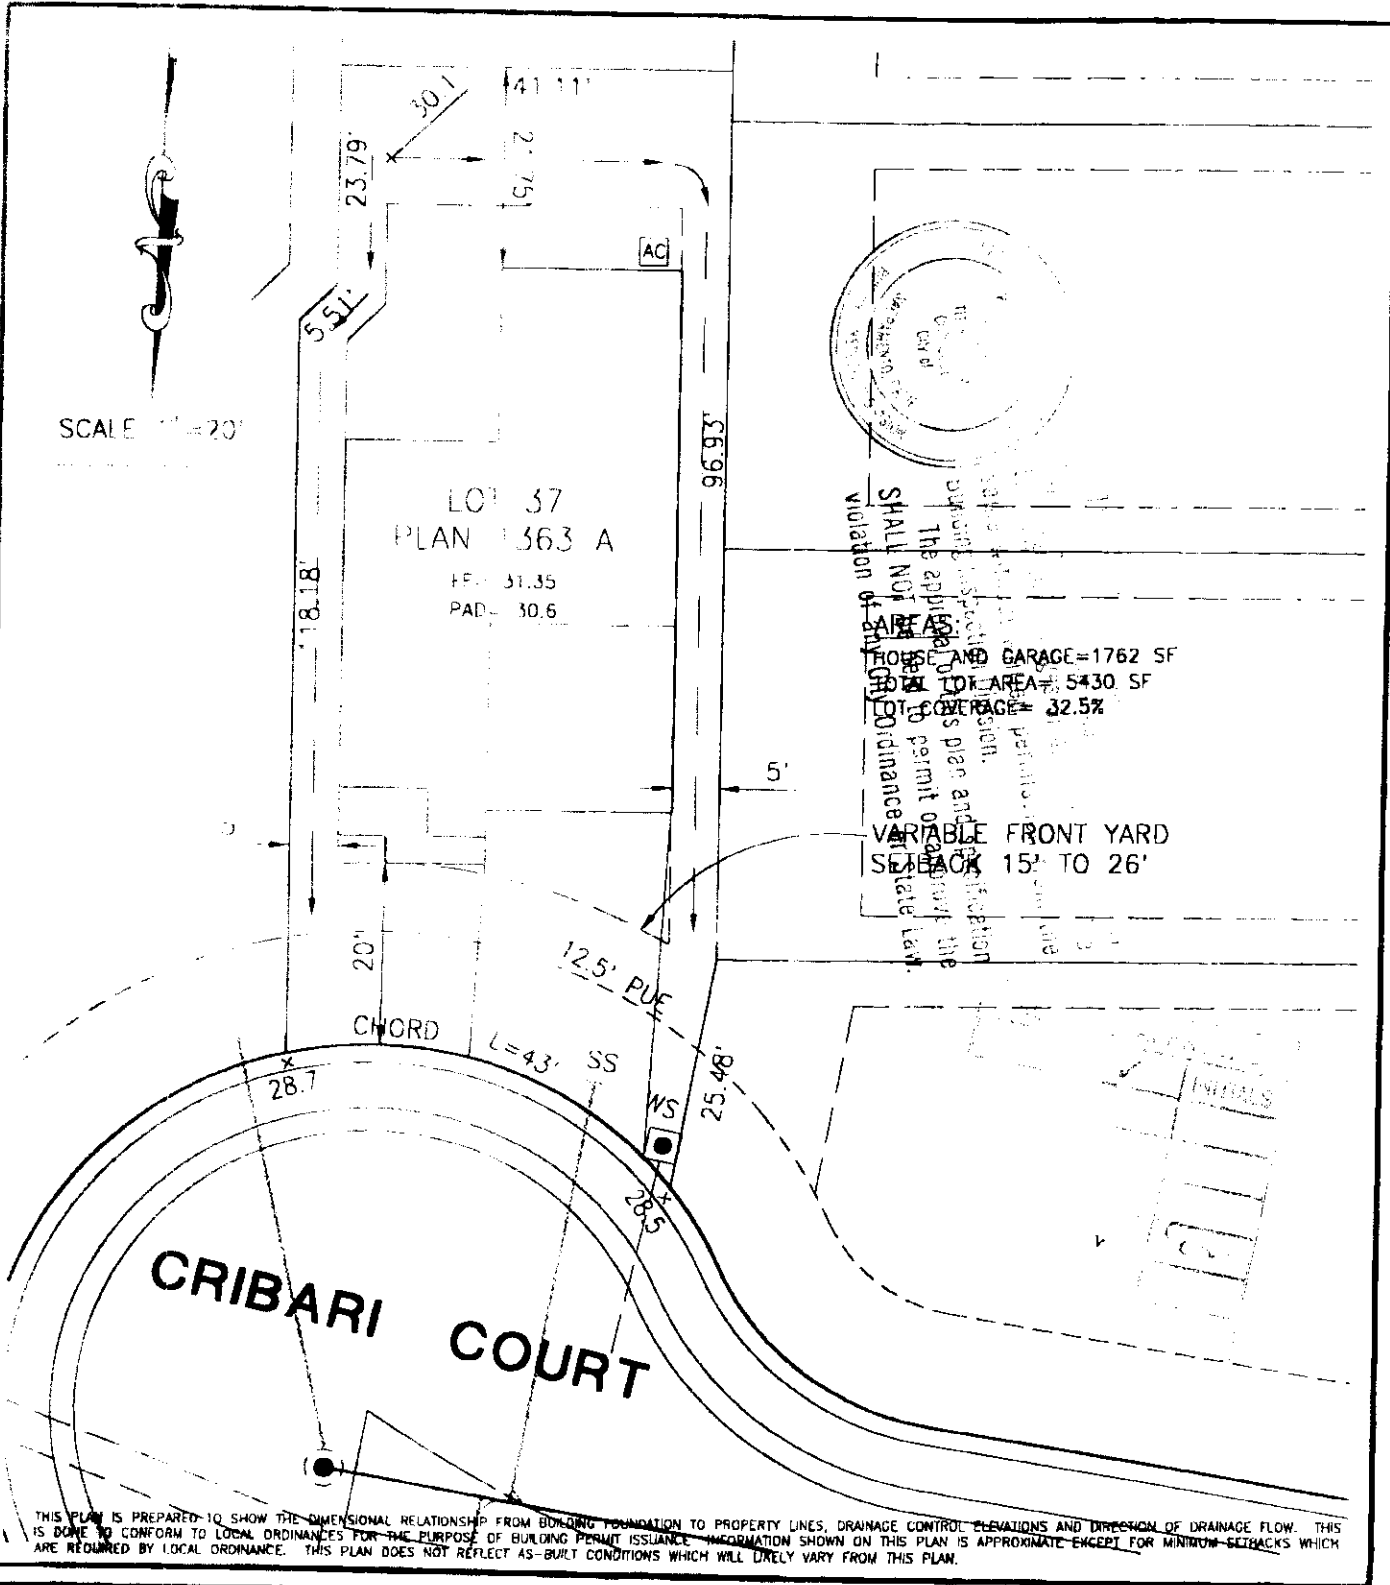 41.11'
30.1
23.79'
21.75'
AC
5.51'
SCALE 1"=20'
96.93'
LOT 37
PLAN 1363 A
FF= 31.35
PAD= 30.6
118.18'
SHALL NOT be held to permit or approve the
violation of any City Ordinance or State Law.
The approval of this plan and specification
AREAS:
HOUSE AND GARAGE=1762 SF
TOTAL LOT AREA= 5430 SF
LOT COVERAGE= 32.5%
5'
VARIABLE FRONT YARD
SETBACK 15' TO 26'
20'
12.5' PUE
CHORD
L=43'
SS
28.7
WS
25.48'
28.5
INITIALS
CRIBARI COURT
THIS PLAN IS PREPARED TO SHOW THE DIMENSIONAL RELATIONSHIP FROM BUILDING FOUNDATION TO PROPERTY LINES, DRAINAGE CONTROL ELEVATIONS AND DIRECTION OF DRAINAGE FLOW. THIS
IS DONE TO CONFORM TO LOCAL ORDINANCES FOR THE PURPOSE OF BUILDING PERMIT ISSUANCE. INFORMATION SHOWN ON THIS PLAN IS APPROXIMATE EXCEPT FOR MINIMUM SETBACKS WHICH
ARE REQUIRED BY LOCAL ORDINANCE. THIS PLAN DOES NOT REFLECT AS-BUILT CONDITIONS WHICH WILL LIKELY VARY FROM THIS PLAN.